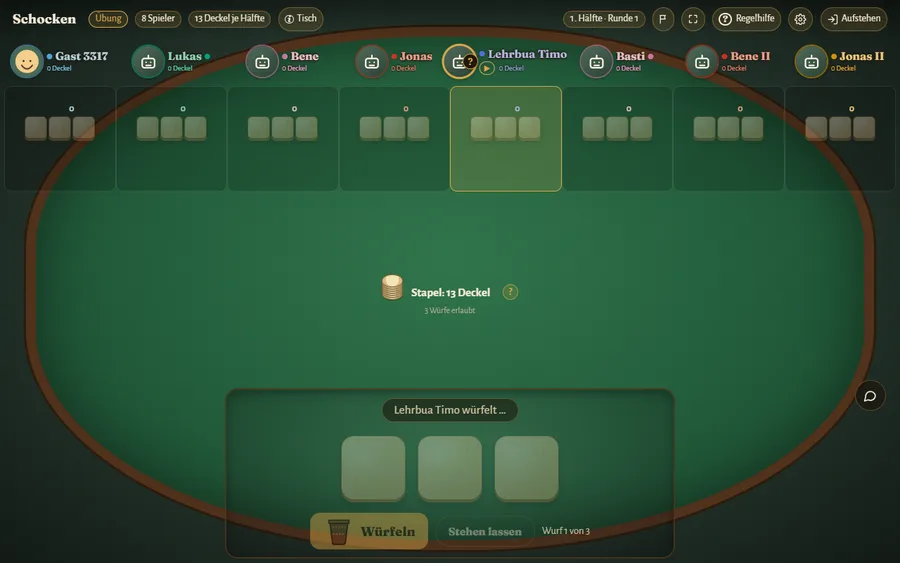 Schocken
Übung
8 Spieler
13 Deckel je Hälfte
Tisch
1. Hälfte · Runde 1
Regelhilfe
Aufstehen
Gast 3317
0 Deckel
Lukas
0 Deckel
Bene
0 Deckel
Jonas
0 Deckel
?
Lehrbua Timo
0 Deckel
Basti
0 Deckel
Bene II
0 Deckel
Jonas II
0 Deckel
0
0
0
0
0
0
0
0
Stapel: 13 Deckel
?
3 Würfe erlaubt
Lehrbua Timo würfelt ...
Würfeln
Stehen lassen
Wurf 1 von 3